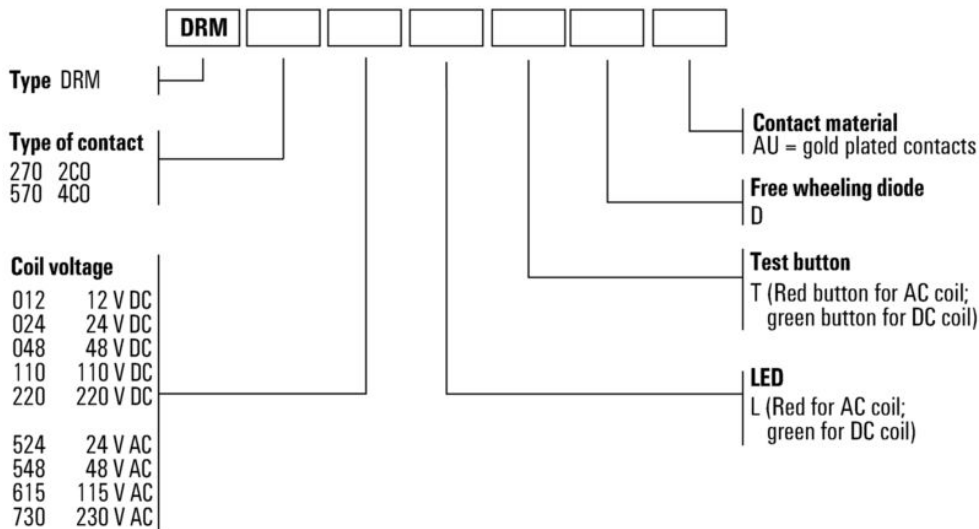 DRM
Type DRM
Type of contact
270 2CO
570 4CO
Coil voltage
012 12 V DC
024 24 V DC
048 48 V DC
110 110 V DC
220 220 V DC
524 24 V AC
548 48 V AC
615 115 V AC
730 230 V AC
Contact material
AU = gold plated contacts
Free wheeling diode
D
Test button
T (Red button for AC coil;
green button for DC coil)
LED
L (Red for AC coil;
green for DC coil)